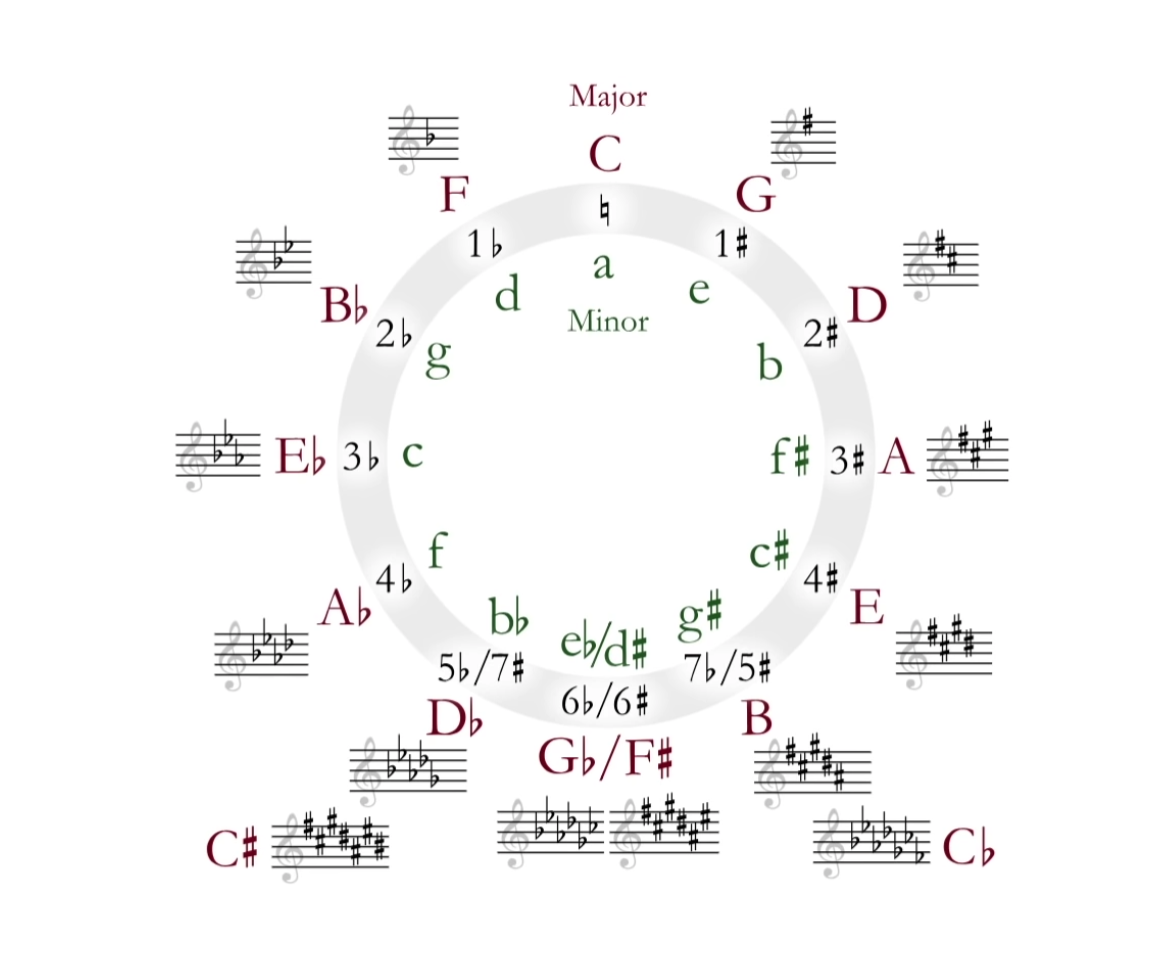 Major
C
F
G
♮
1♭
1♯
a
d
e
Minor
B♭
D
2♭
2♯
g
b
E♭
3♭
c
f♯
3♯
A
f
c♯
4♭
4♯
A♭
E
b♭
e♭/d♯
g♯
5♭/7♯
7♭/5♯
6♭/6♯
D♭
B
G♭/F♯
C♯
C♭